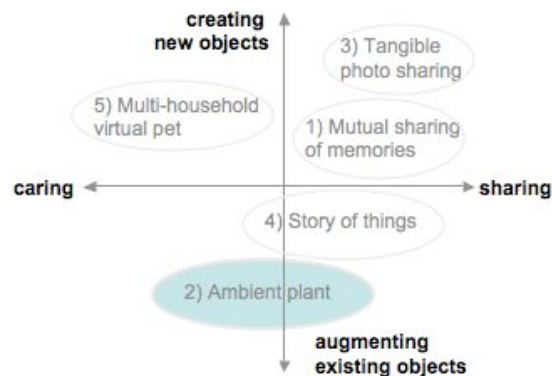 creating
new objects
3) Tangible
photo sharing
5) Multi-household
virtual pet
1) Mutual sharing
of memories
caring
sharing
4) Story of things
2) Ambient plant
augmenting
existing objects